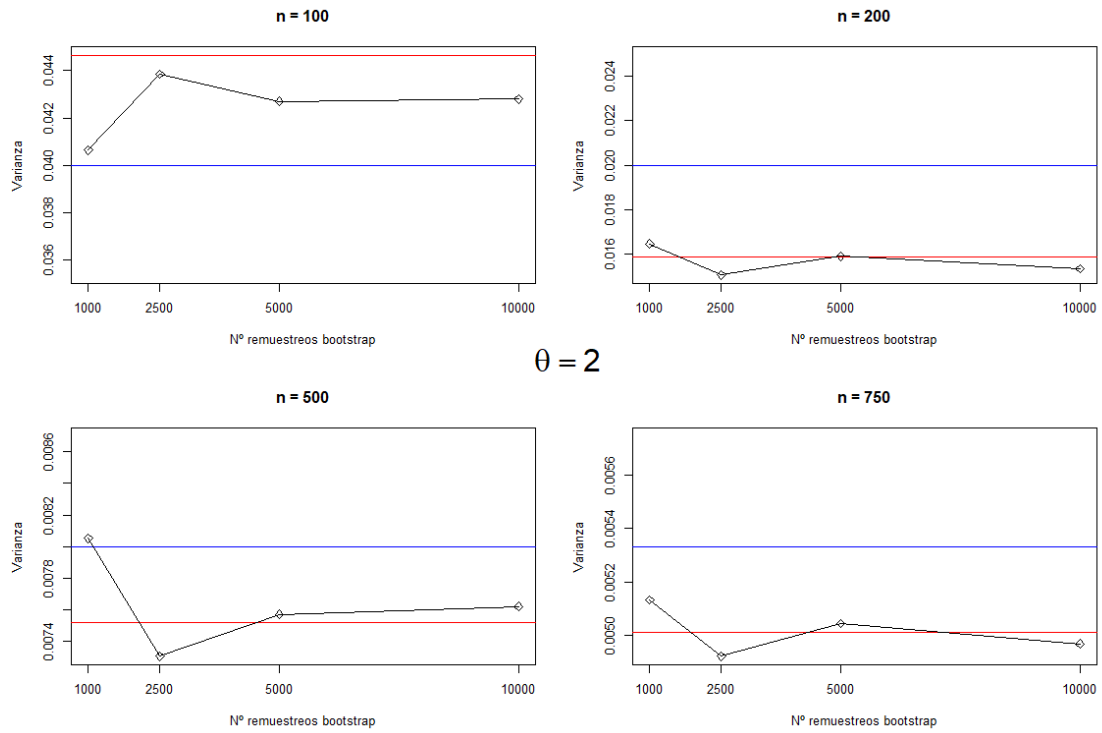 n = 100
Varianza
0.036 0.038 0.040 0.042 0.044
1000 2500 5000 10000
Nº remuestreos bootstrap
n = 200
Varianza
0.016 0.018 0.020 0.022 0.024
1000 2500 5000 10000
Nº remuestreos bootstrap
θ = 2
n = 500
Varianza
0.0074 0.0078 0.0082 0.0086
1000 2500 5000 10000
Nº remuestreos bootstrap
n = 750
Varianza
0.0050 0.0052 0.0054 0.0056
1000 2500 5000 10000
Nº remuestreos bootstrap